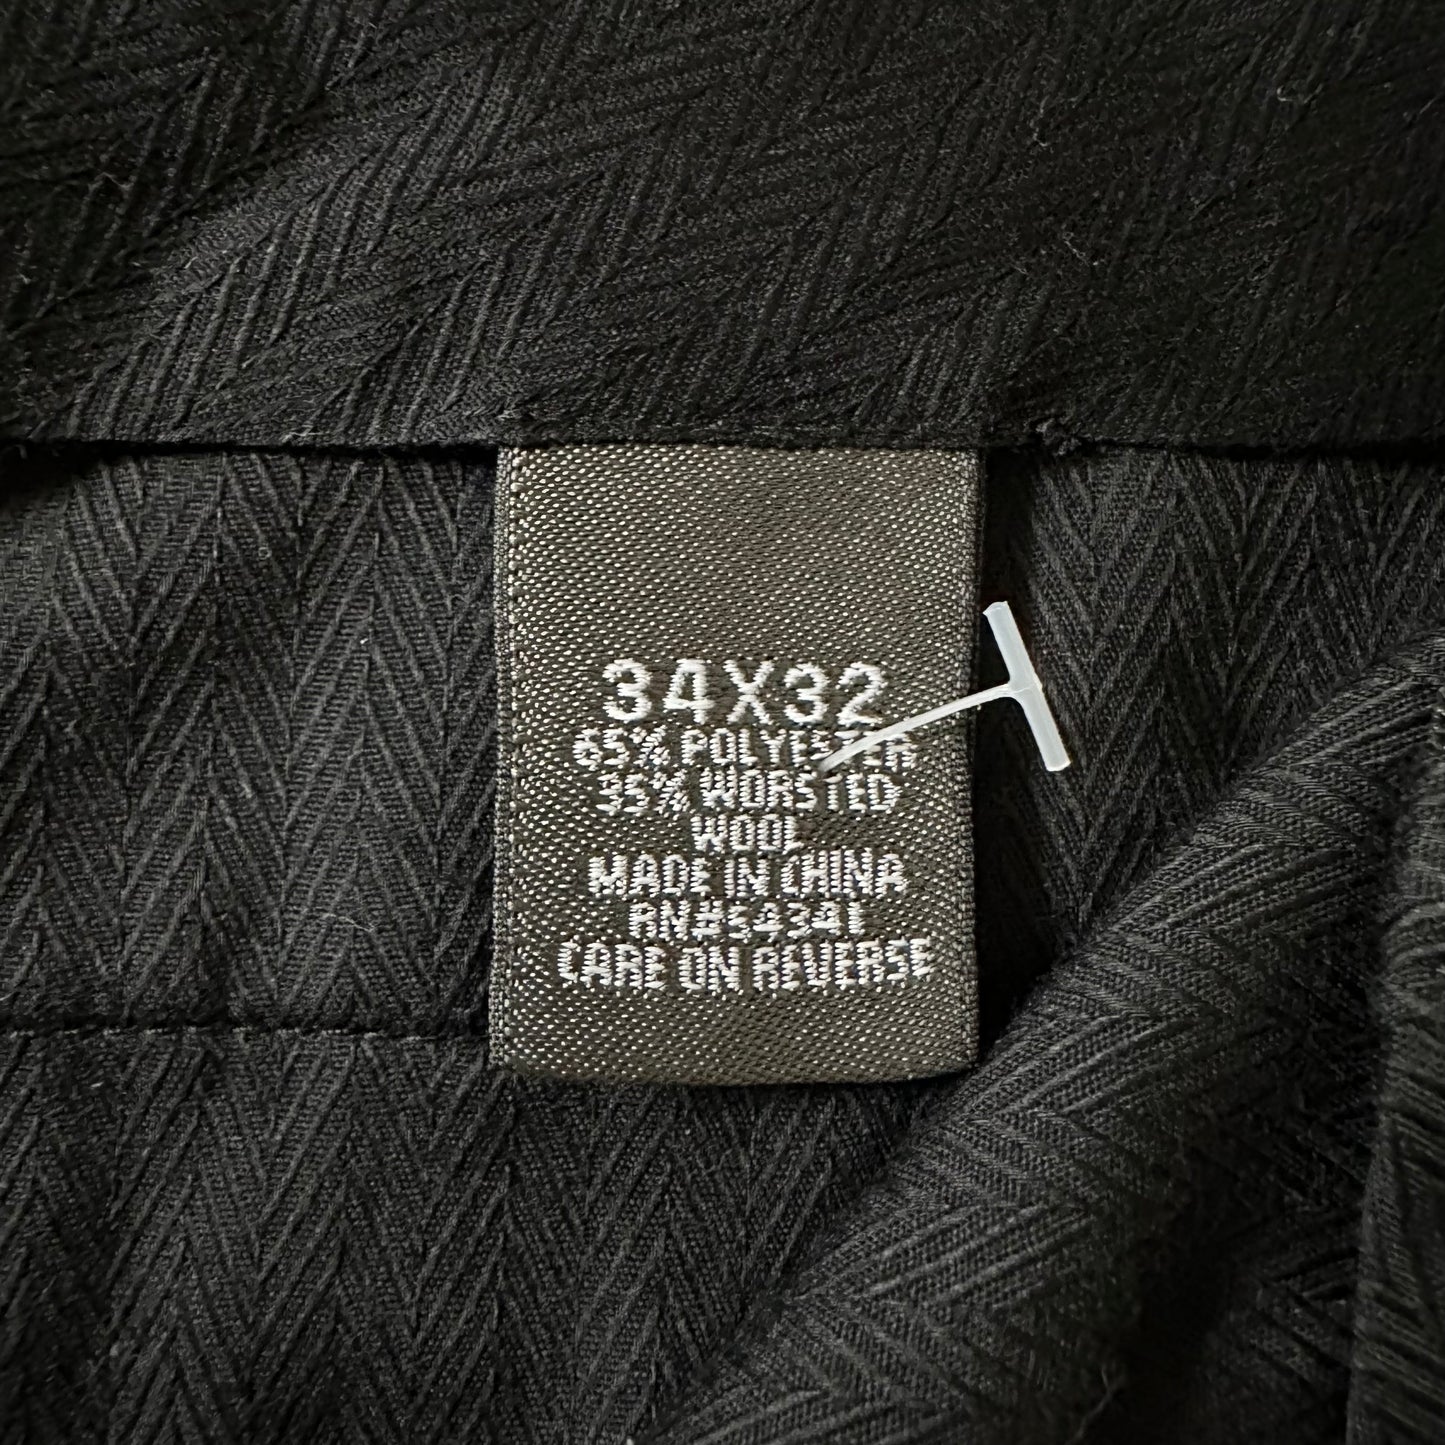 34X32
65% POLYESTER
35% WORSTED
WOOL
MADE IN CHINA
RN#54341
CARE ON REVERSE